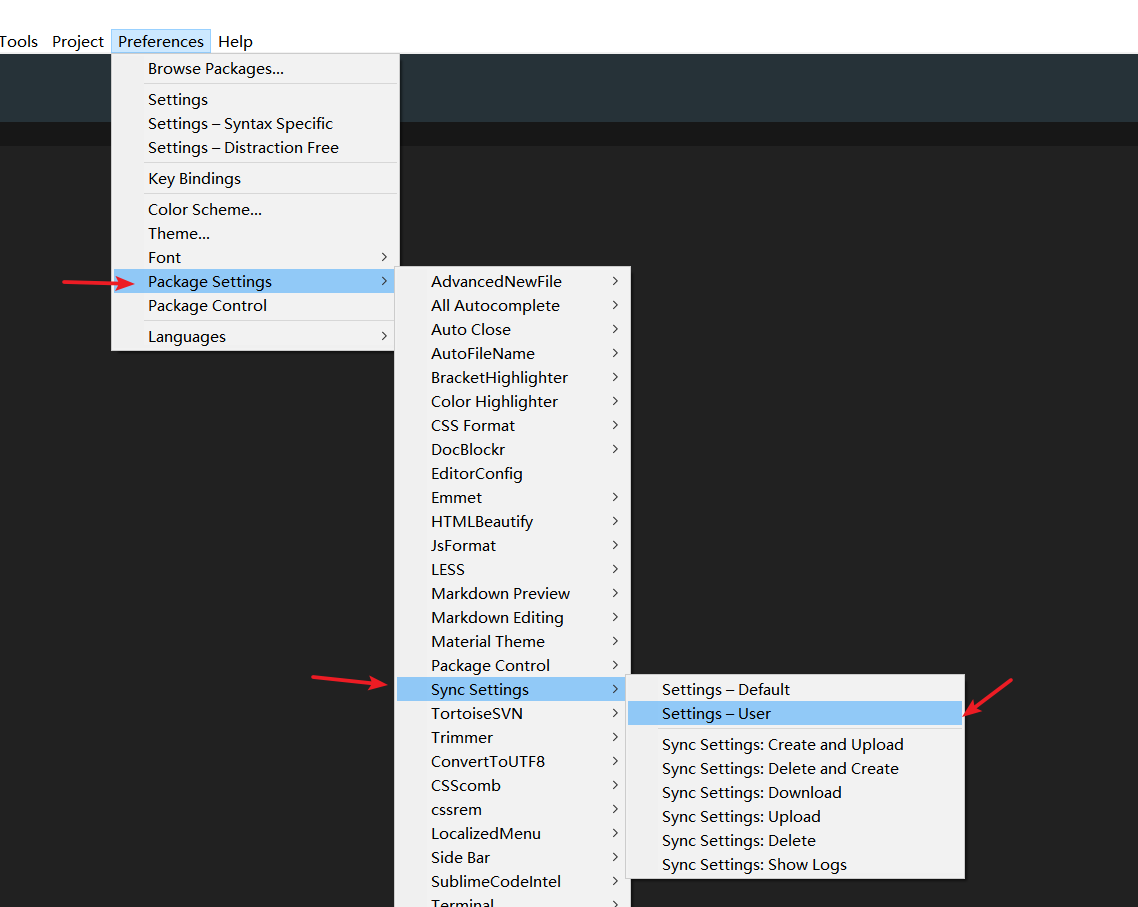 Tools Project Preferences Help
Browse Packages...
Settings
Settings – Syntax Specific
Settings – Distraction Free
Key Bindings
Color Scheme...
Theme...
Font
Package Settings
Package Control
Languages
AdvancedNewFile
All Autocomplete
Auto Close
AutoFileName
BracketHighlighter
Color Highlighter
CSS Format
DocBlockr
EditorConfig
Emmet
HTMLBeautify
JsFormat
LESS
Markdown Preview
Markdown Editing
Material Theme
Package Control
Sync Settings
TortoiseSVN
Trimmer
ConvertToUTF8
CSScomb
cssrem
LocalizedMenu
Side Bar
SublimeCodeIntel
Terminal
Settings – Default
Settings – User
Sync Settings: Create and Upload
Sync Settings: Delete and Create
Sync Settings: Download
Sync Settings: Upload
Sync Settings: Delete
Sync Settings: Show Logs